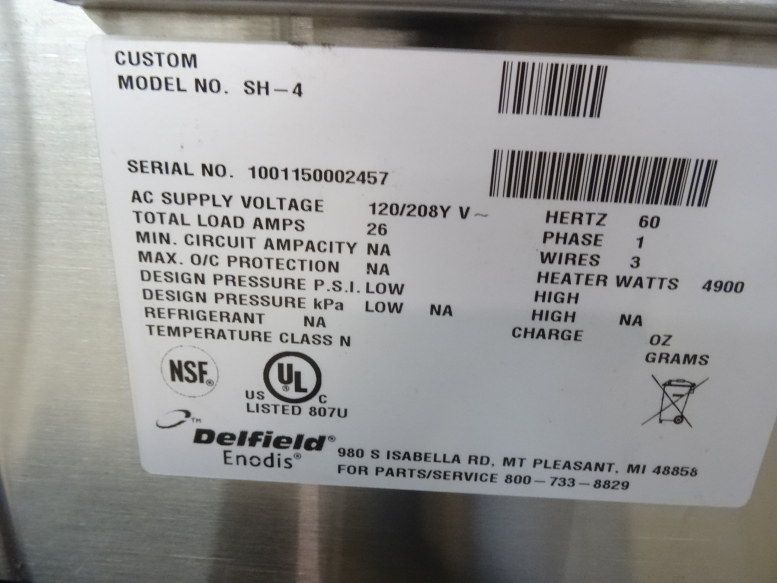 CUSTOM
MODEL NO. SH-4
SERIAL NO. 1001150002457
AC SUPPLY VOLTAGE 120/208Y V~ HERTZ 60
TOTAL LOAD AMPS 26 PHASE 1
MIN. CIRCUIT AMPACITY NA WIRES 3
MAX. O/C PROTECTION NA HEATER WATTS 4900
DESIGN PRESSURE P.S.I. LOW HIGH
DESIGN PRESSURE kPa LOW NA HIGH NA
REFRIGERANT NA CHARGE OZ
TEMPERATURE CLASS N GRAMS
NSF®
UL
US C
LISTED 807U
™
Delfield®
Enodis®
980 S ISABELLA RD, MT PLEASANT, MI 48858
FOR PARTS/SERVICE 800-733-8829